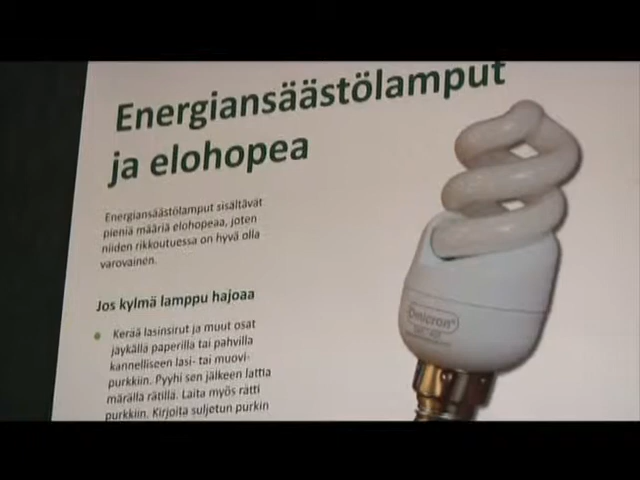 Energiansäästölamput
ja elohopea
Energiansäästölamput sisältävät
pieniä määriä elohopeaa, joten
niiden rikkoutuessa on hyvä olla
varovainen.
Jos kylmä lamppu hajoaa
Kerää lasinsirut ja muut osat
jäykällä paperilla tai pahvilla
kannelliseen lasi- tai muovi-
purkkiin. Pyyhi sen jälkeen lattia
märällä rätillä. Laita myös rätti
purkkiin. Kirjoita suljetun purkin
Omicron